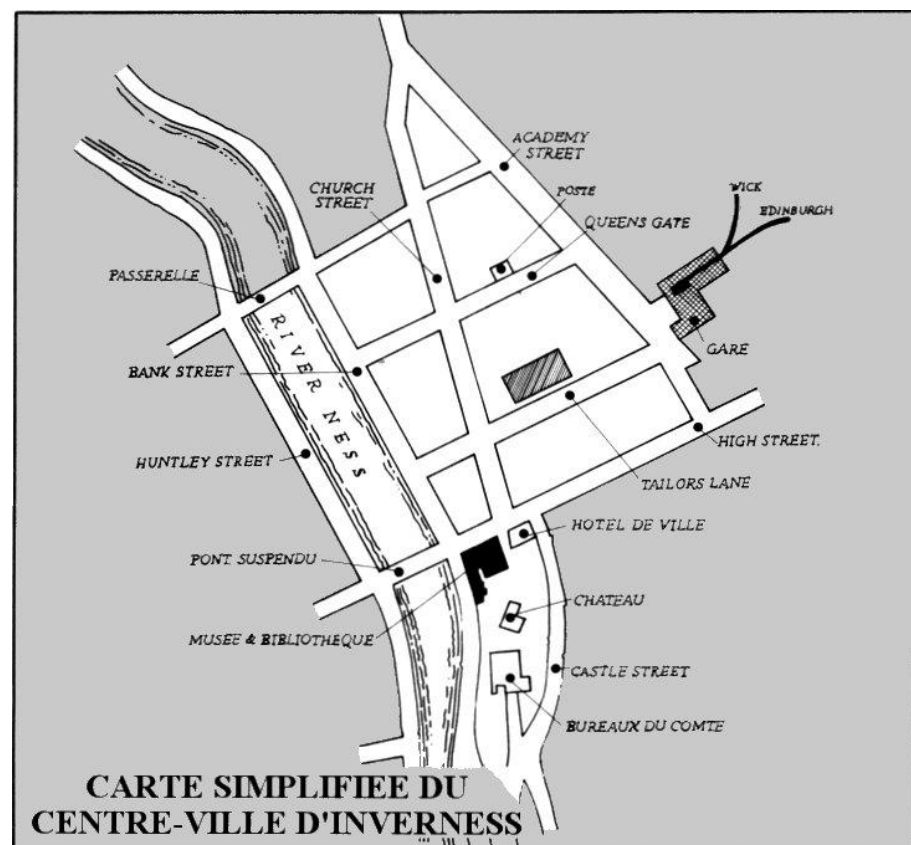 ACADEMY
STREET
CHURCH
STREET
POSTE
WICK
EDINBURGH
QUEENS GATE
PASSERELLE
GARE
RIVER NESS
BANK STREET
HUNTLEY STREET
HIGH STREET.
TAILORS LANE
HOTEL DE VILLE
PONT SUSPENDU
CHATEAU
MUSEE & BIBLIOTHEQUE
CASTLE STREET
BUREAUX DU COMTE
CARTE SIMPLIFIEE DU
CENTRE-VILLE D'INVERNESS